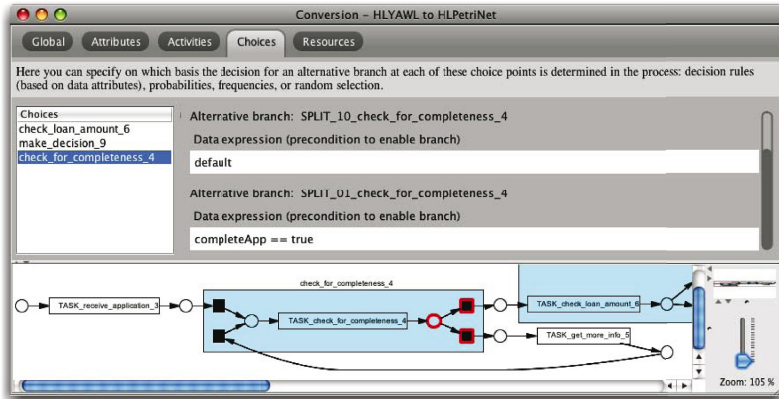 Conversion – HLYAWL to HLPetriNet
Global Attributes Activities Choices Resources
Here you can specify on which basis the decision for an alternative branch at each of these choice points is determined in the process: decision rules
(based on data attributes), probabilities, frequencies, or random selection.
Choices
check_loan_amount_6
make_decision_9
check_for_completeness_4
Alternative branch: SPLIT_10_check_for_completeness_4
Data expression (precondition to enable branch)
default
Alternative branch: SPLIT_01_check_for_completeness_4
Data expression (precondition to enable branch)
completeApp == true
check_for_completeness_4
TASK_receive_application_3
TASK_check_for_completeness_4
TASK_check_loan_amount_6
TASK_get_more_info_5
Zoom: 105 %